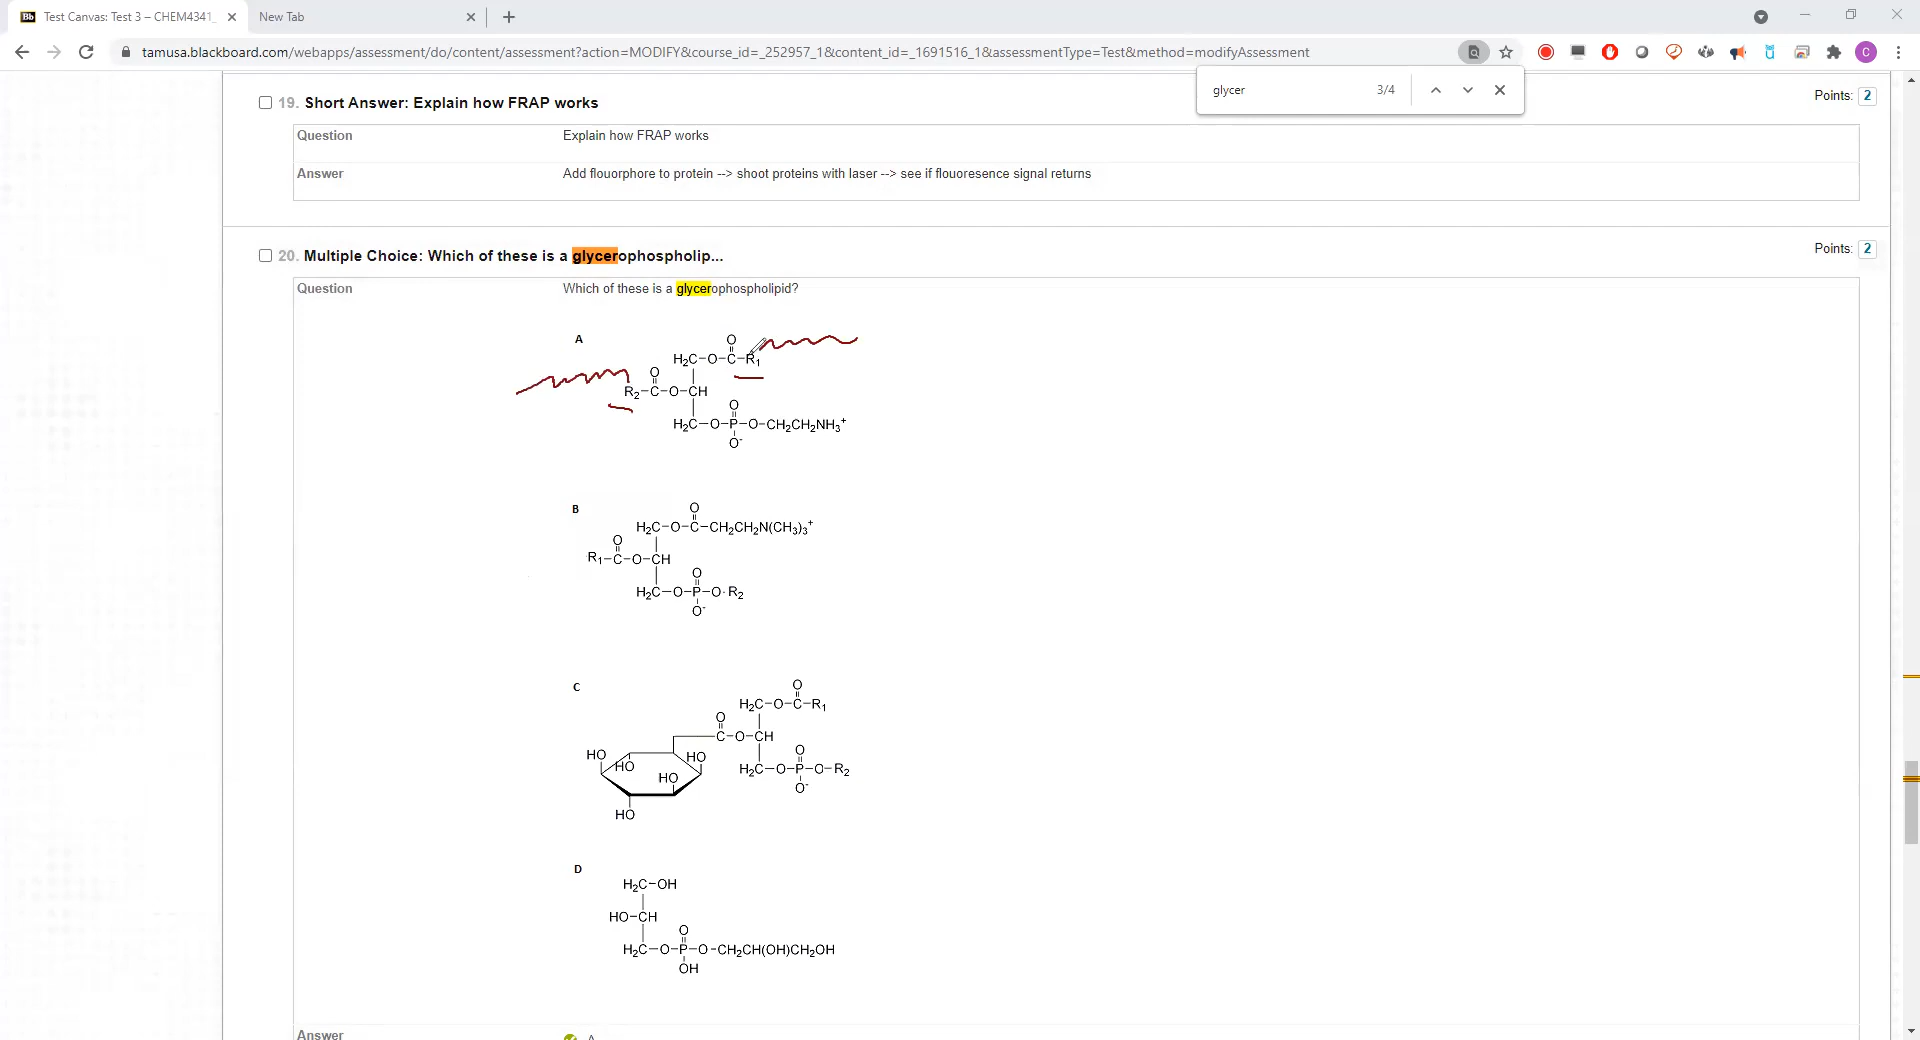 Test Canvas: Test 3 – CHEM4341_
New Tab
tamusa.blackboard.com/webapps/assessment/do/content/assessment?action=MODIFY&course_id=_252957_1&content_id=_1691516_1&assessmentType=Test&method=modifyAssessment
glycer 3/4
19. Short Answer: Explain how FRAP works Points: 2
Question Explain how FRAP works
Answer Add flouorphore to protein --> shoot proteins with laser --> see if flouoresence signal returns
20. Multiple Choice: Which of these is a glycerophospholip... Points: 2
Question Which of these is a glycerophospholipid?
A
O
H₂C–O–C–R₁
O
R₂–C–O–CH
O
H₂C–O–P–O–CH₂CH₂NH₃⁺
O⁻
B
O
H₂C–O–C–CH₂CH₂N(CH₃)₃⁺
O
R₁–C–O–CH
O
H₂C–O–P–O·R₂
O⁻
C
O
H₂C–O–C–R₁
O
C–O–CH
HO HO O
HO H₂C–O–P–O–R₂
HO
O⁻
HO
D
H₂C–OH
HO–CH
O
H₂C–O–P–O–CH₂CH(OH)CH₂OH
OH
Answer A